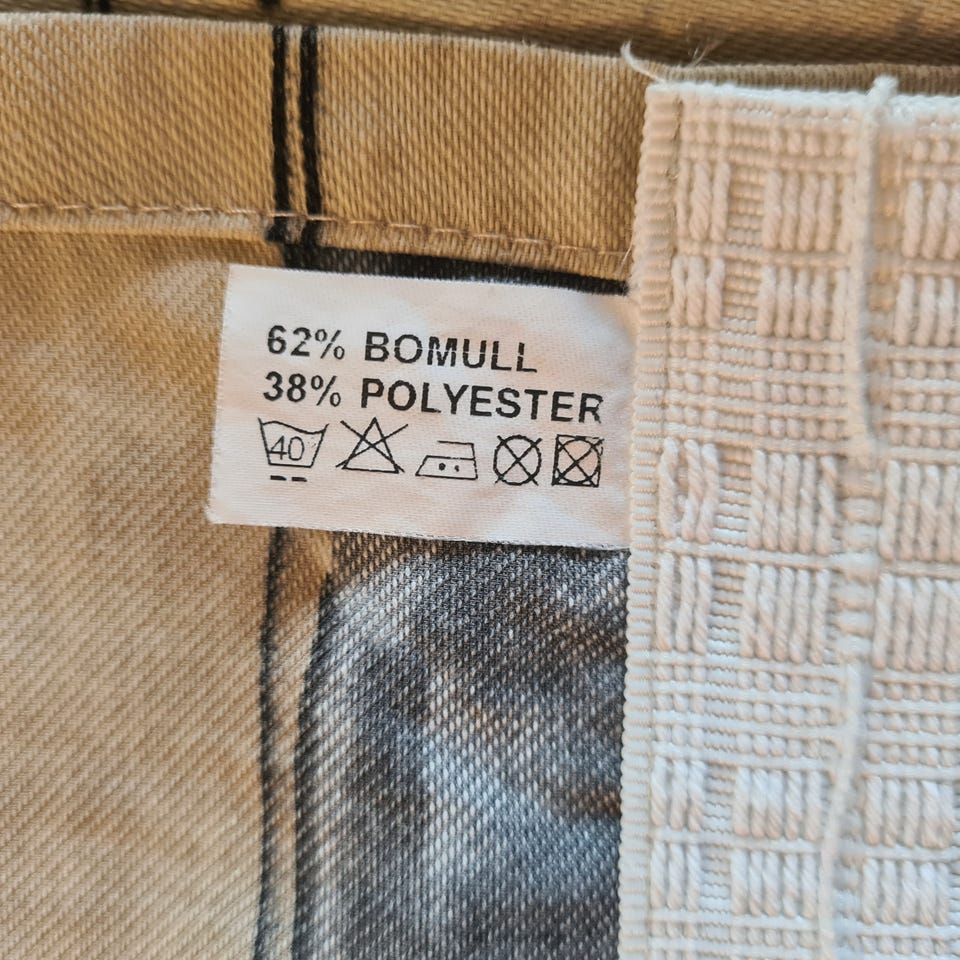 62% BOMULL
38% POLYESTER
40